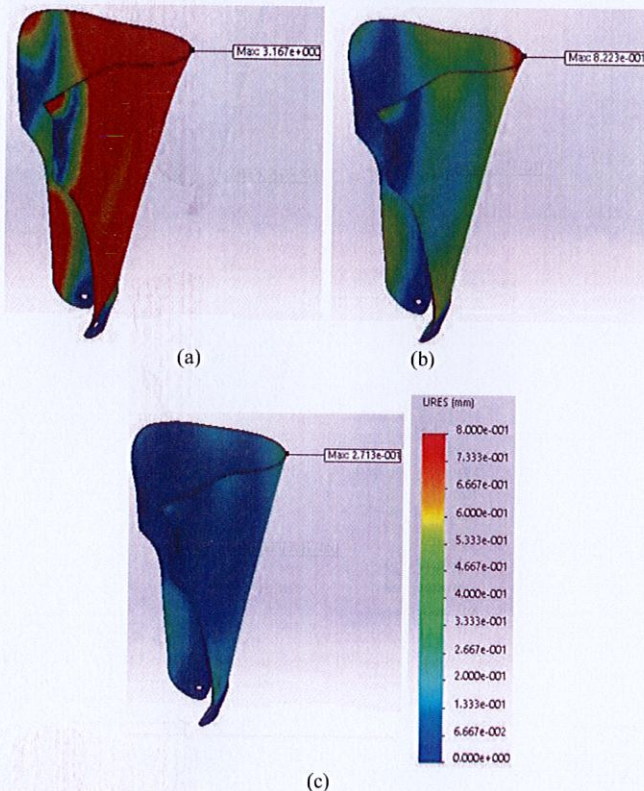 Max: 3.167e+000
Max: 8.223e-001
(a)
(b)
Max: 2.713e-001
URES (mm)
8.000e-001
7.333e-001
6.667e-001
6.000e-001
5.333e-001
4.667e-001
4.000e-001
3.333e-001
2.667e-001
2.000e-001
1.333e-001
6.667e-002
0.000e+000
(c)